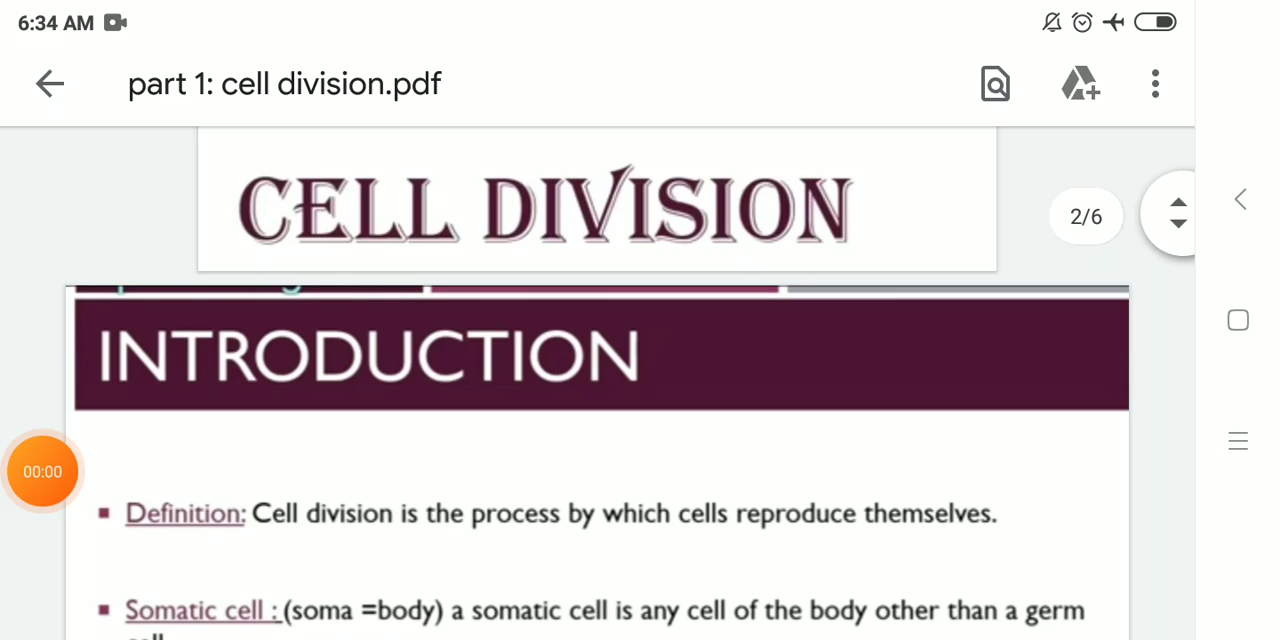 6:34 AM
part 1: cell division.pdf
CELL DIVISION
2/6
INTRODUCTION
00:00
▪ Definition: Cell division is the process by which cells reproduce themselves.
▪ Somatic cell : (soma =body) a somatic cell is any cell of the body other than a germ